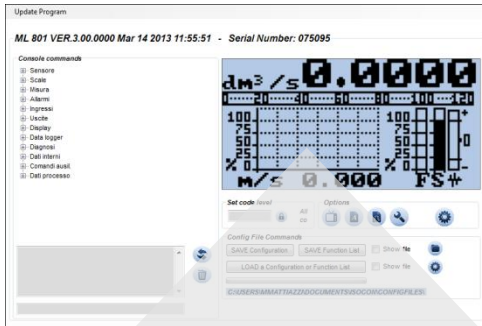 Update Program
ML 801 VER.3.00.0000 Mar 14 2013 11:55:51 - Serial Number: 075095
Console commands
Sensore
Scale
Misura
Allarmi
Ingressi
Uscite
Display
Data logger
Diagnosi
Dati interni
Comandi ausil.
Dati processo
dm³/s 0.0000
0 20 40 60 80 100 120
100
75
50
25
% 0
100
75
50
25
% 0
+
0
-
m/s 0.000 FS
Set code level
Options
Config File Commands
SAVE Configuration SAVE Function List Show file
LOAD a Configuration or Function List Show file